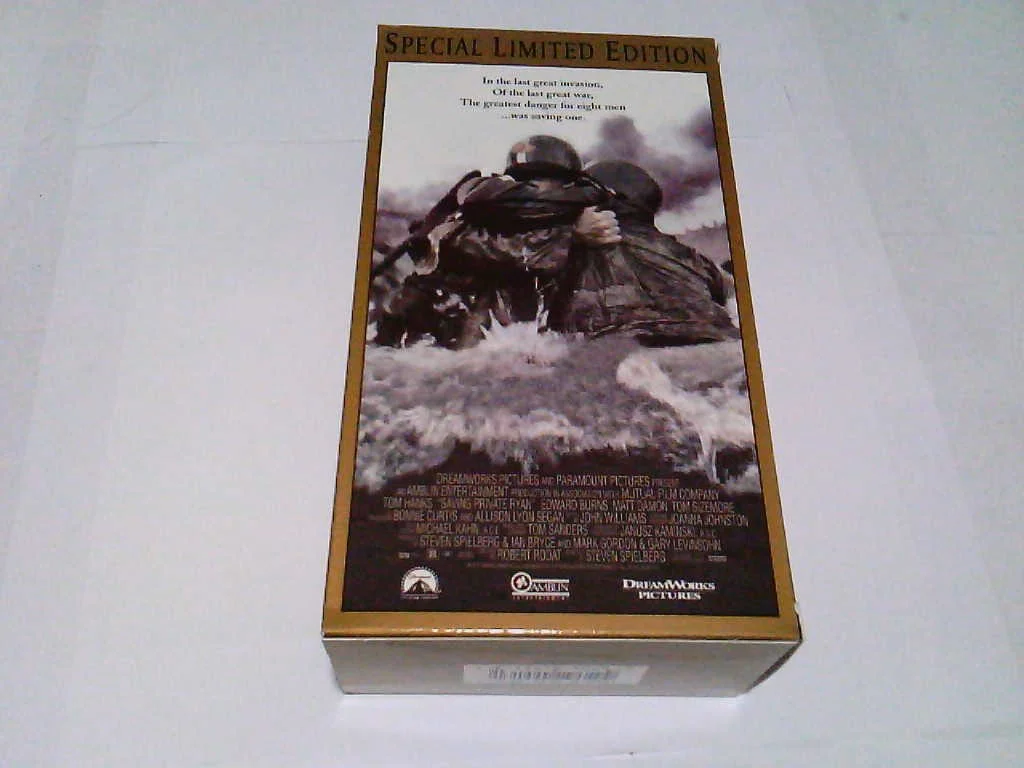 SPECIAL LIMITED EDITION
In the last great invasion,
Of the last great war,
The greatest danger for eight men
...was saving one.
DREAMWORKS PICTURES AND PARAMOUNT PICTURES PRESENT
AN AMBLIN ENTERTAINMENT PRODUCTION IN ASSOCIATION WITH MUTUAL FILM COMPANY
TOM HANKS "SAVING PRIVATE RYAN" EDWARD BURNS MATT DAMON TOM SIZEMORE
BONNIE CURTIS AND ALLISON LYON SEGAN JOHN WILLIAMS JOANNA JOHNSTON
MICHAEL KAHN A.C.E. TOM SANDERS JANUSZ KAMINSKI A.S.C.
STEVEN SPIELBERG & IAN BRYCE AND MARK GORDON & GARY LEVINSOHN
ROBERT RODAT STEVEN SPIELBERG
AMBLIN
ENTERTAINMENT
DREAMWORKS
PICTURES